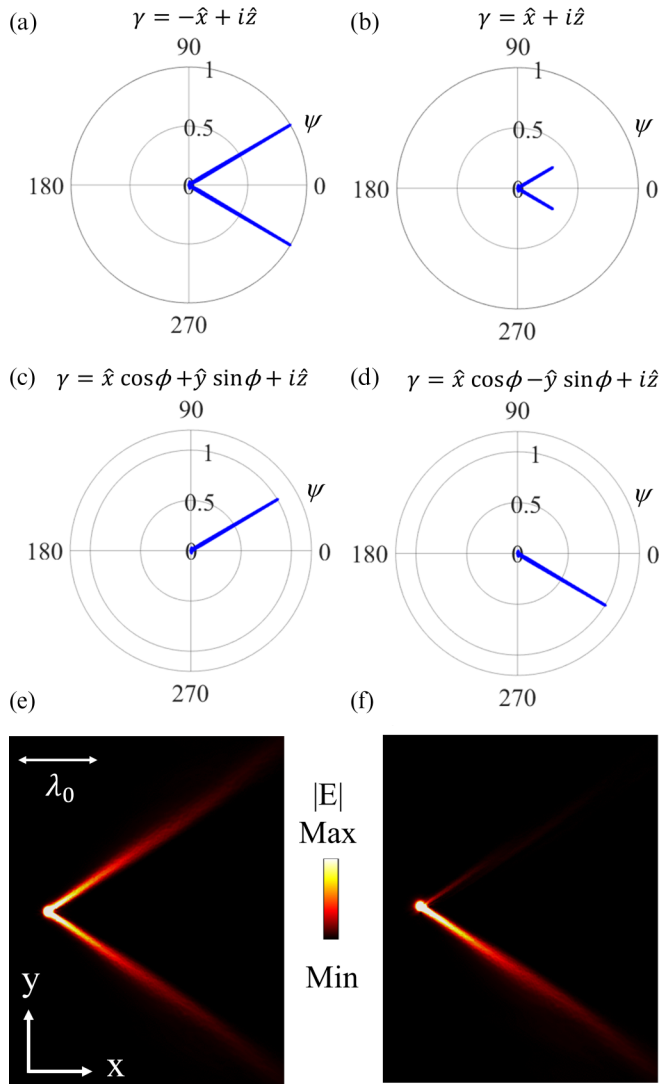 (a) γ = −x̂ + iẑ
(b) γ = x̂ + iẑ
90
1
0.5
0
ψ
180
0
270
90
1
0.5
0
ψ
180
0
270
(c) γ = x̂ cosϕ+ŷ sinϕ + iẑ
(d) γ = x̂ cosϕ−ŷ sinϕ + iẑ
90
1
0.5
0
ψ
180
0
270
90
1
0.5
0
ψ
180
0
270
(e)
(f)
λ₀
y
x
|E|
Max
Min